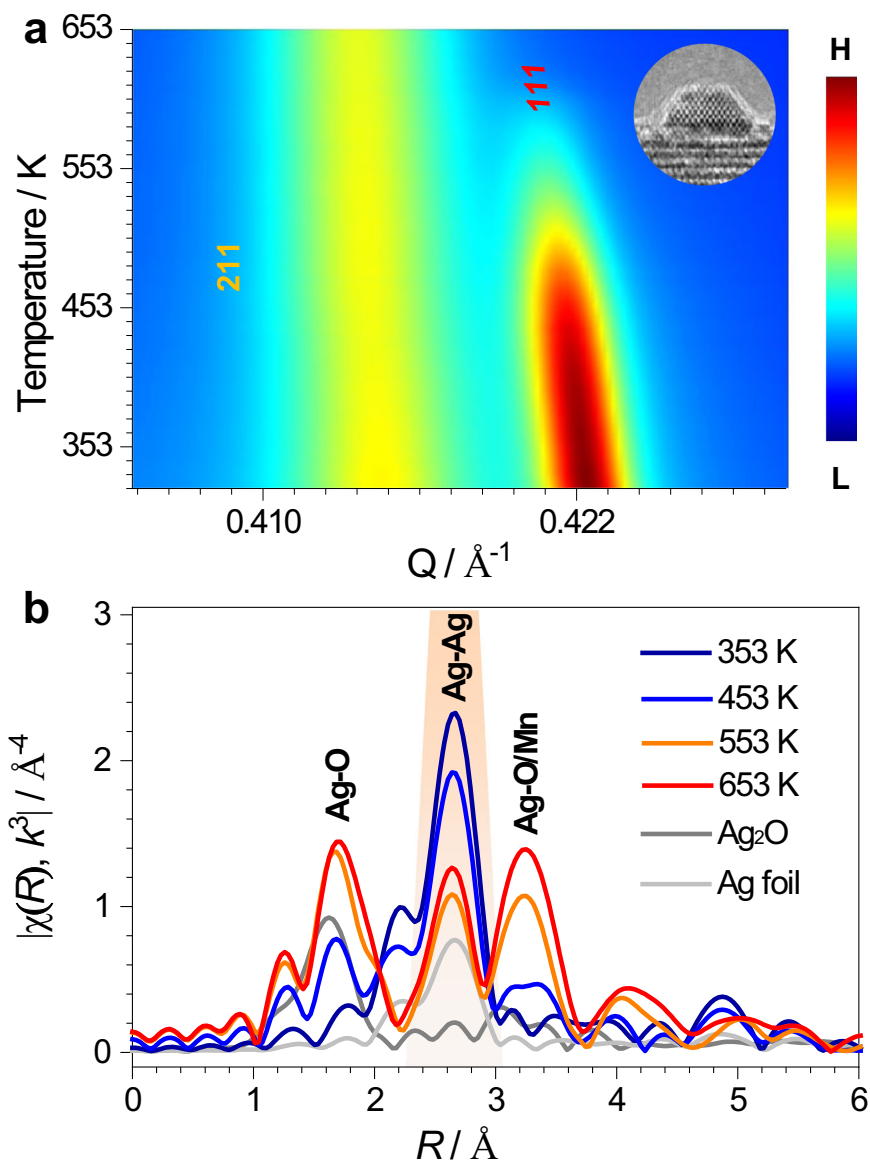 a
653
553
453
353
Temperature / K
211
111
H
L
0.410
0.422
Q / Å⁻¹
b
3
2
1
0
|χ(R), k³| / Å⁻⁴
Ag-O
Ag-Ag
Ag-O/Mn
353 K
453 K
553 K
653 K
Ag₂O
Ag foil
0
1
2
3
4
5
6
R / Å